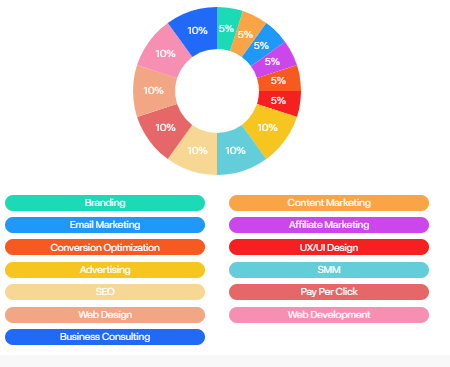 5%
5%
5%
5%
5%
5%
10%
10%
10%
10%
10%
10%
10%
Branding
Content Marketing
Email Marketing
Affiliate Marketing
Conversion Optimization
UX/UI Design
Advertising
SMM
SEO
Pay Per Click
Web Design
Web Development
Business Consulting